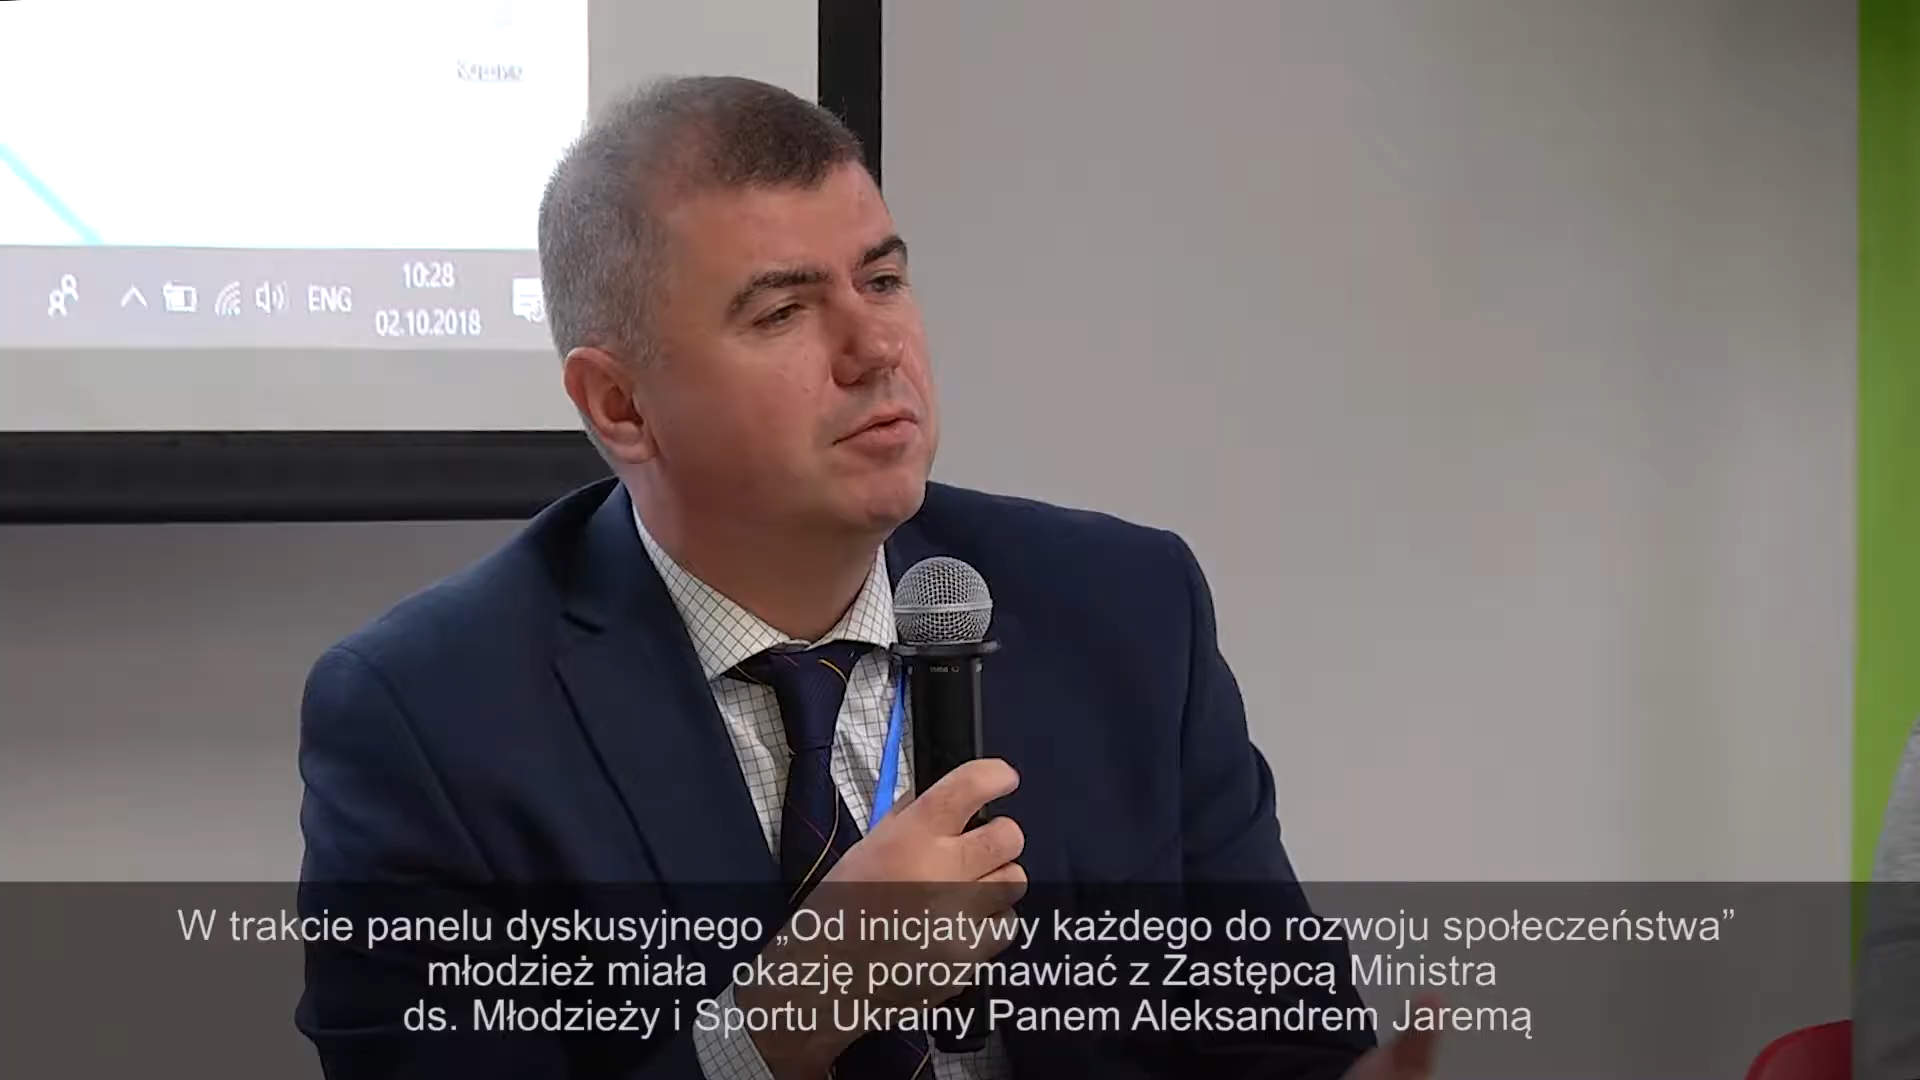 ENG
10:28
02.10.2018
W trakcie panelu dyskusyjnego „Od inicjatywy każdego do rozwoju społeczeństwa”
młodzież miała  okazję porozmawiać z Zastępcą Ministra
ds. Młodzieży i Sportu Ukrainy Panem Aleksandrem Jaremą